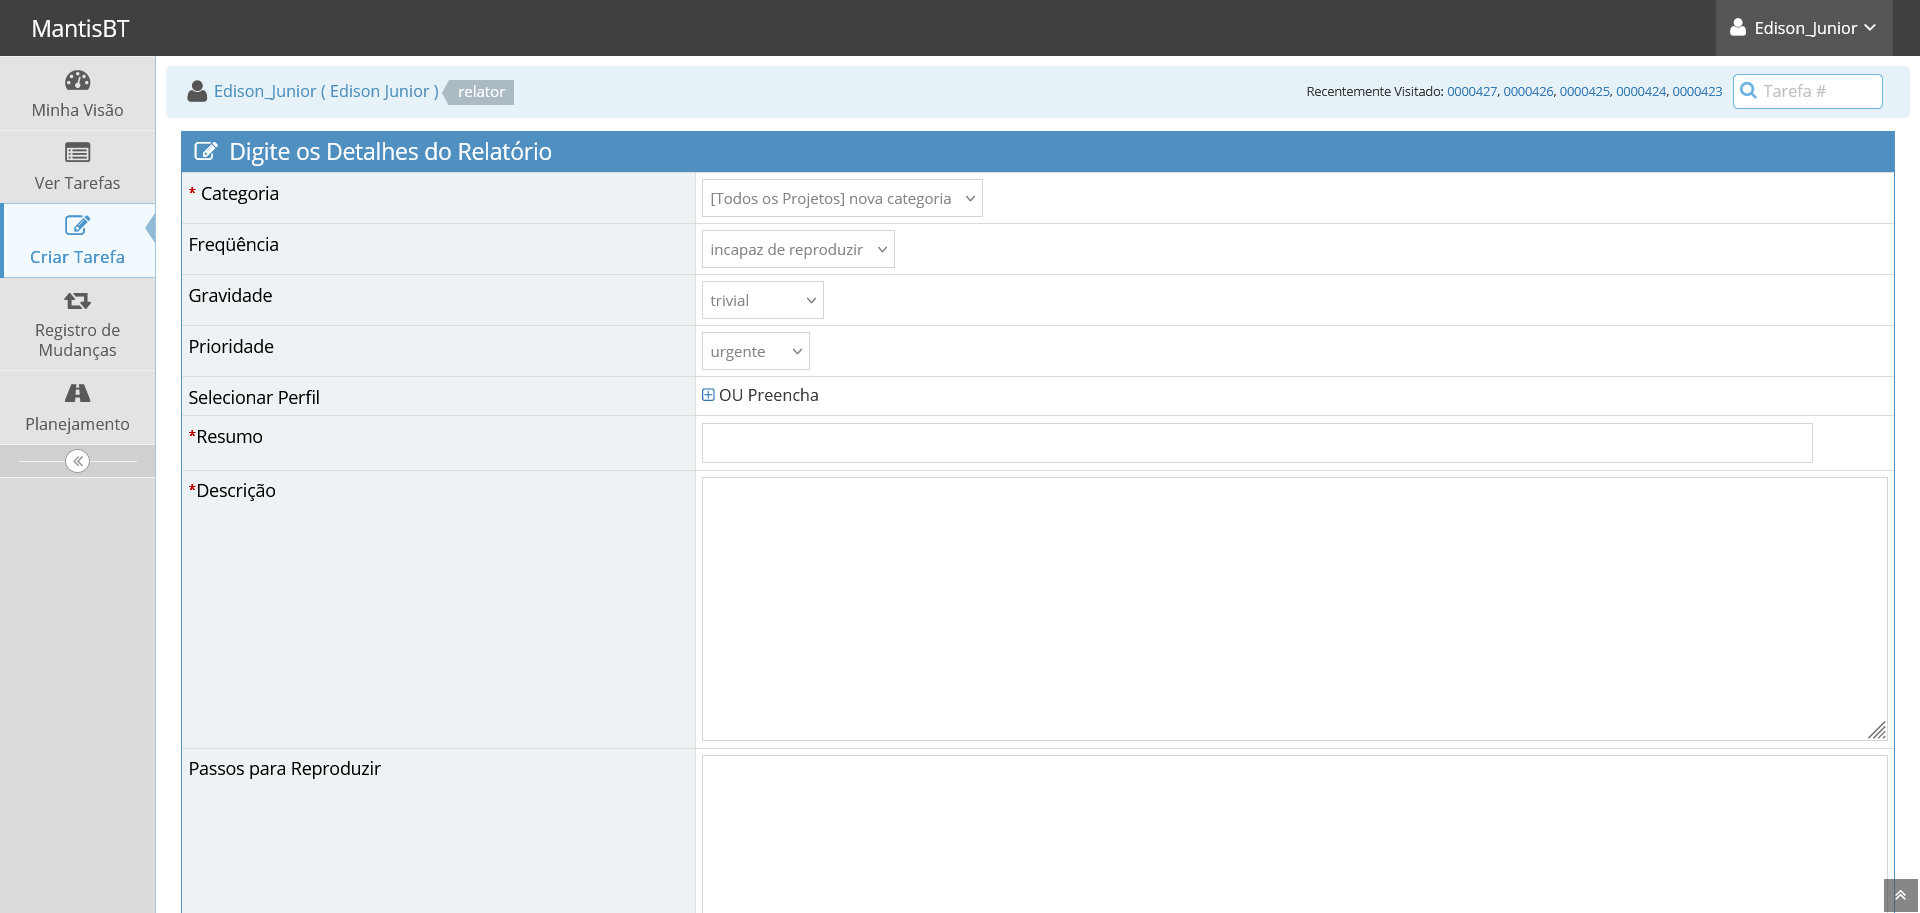 MantisBT
Edison_Junior
Minha Visão
Ver Tarefas
Criar Tarefa
Registro de
Mudanças
Planejamento
Edison_Junior ( Edison Junior ) relator
Recentemente Visitado: 0000427, 0000426, 0000425, 0000424, 0000423
Tarefa #
Digite os Detalhes do Relatório
* Categoria
[Todos os Projetos] nova categoria
Freqüência
incapaz de reproduzir
Gravidade
trivial
Prioridade
urgente
Selecionar Perfil
OU Preencha
*Resumo
*Descrição
Passos para Reproduzir